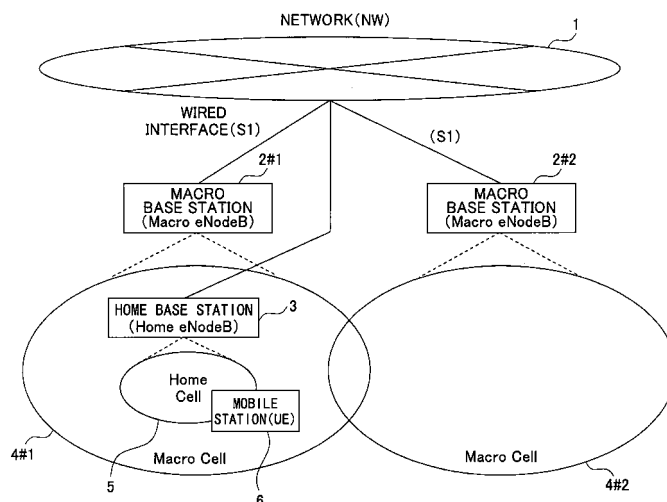 NETWORK(NW)
1
WIRED
INTERFACE(S1)
(S1)
2#1
2#2
MACRO
BASE STATION
(Macro eNodeB)
MACRO
BASE STATION
(Macro eNodeB)
HOME BASE STATION
(Home eNodeB)
3
Home
Cell
MOBILE
STATION(UE)
4#1
5
Macro Cell
6
Macro Cell
4#2